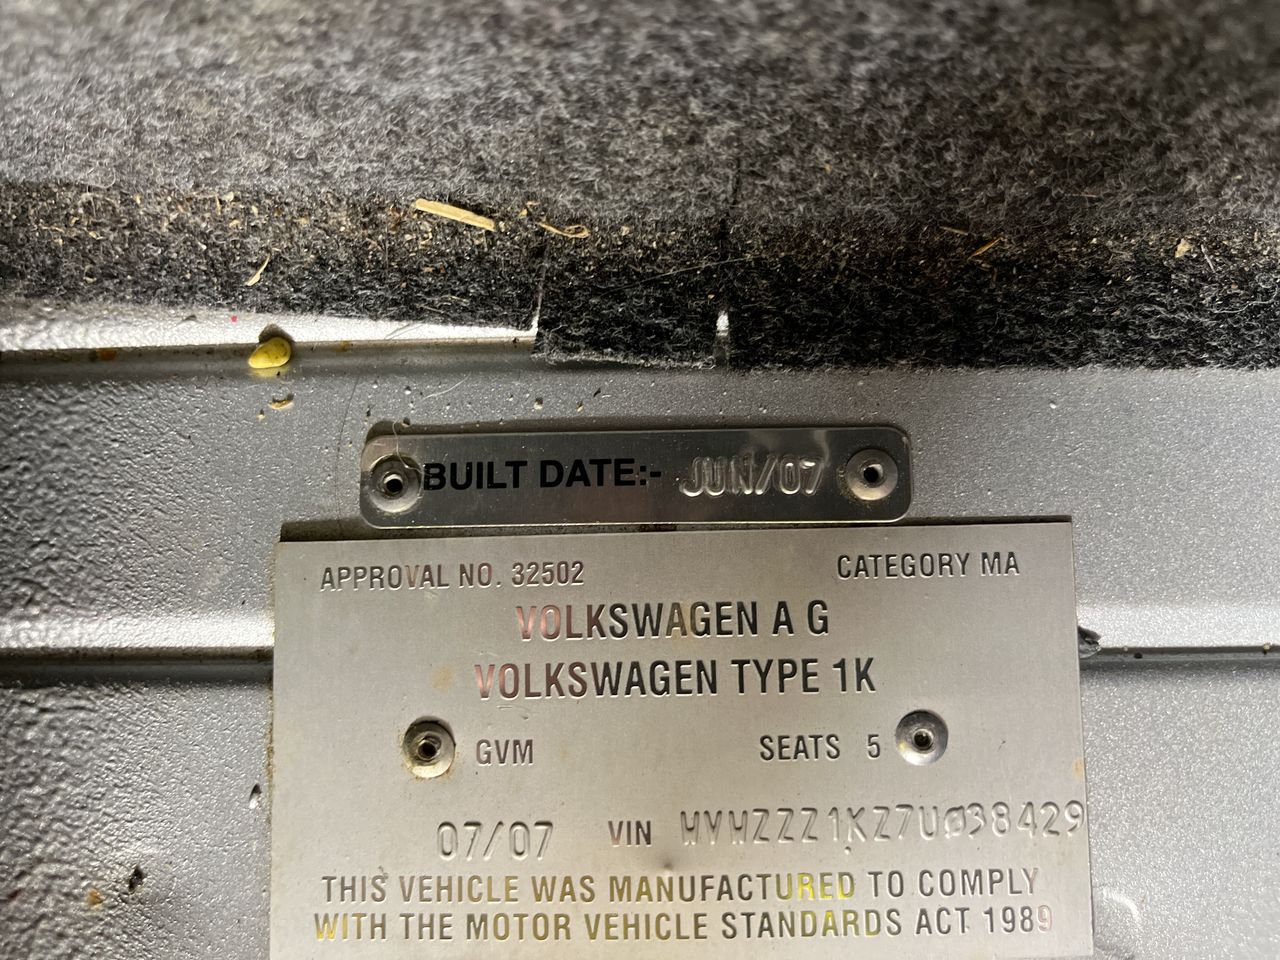 BUILT DATE:- JUN/07
APPROVAL NO. 32502 CATEGORY MA
VOLKSWAGEN A G
VOLKSWAGEN TYPE 1K
GVM SEATS 5
07/07 VIN WVWZZZ1KZ7U038429
THIS VEHICLE WAS MANUFACTURED TO COMPLY
WITH THE MOTOR VEHICLE STANDARDS ACT 1989